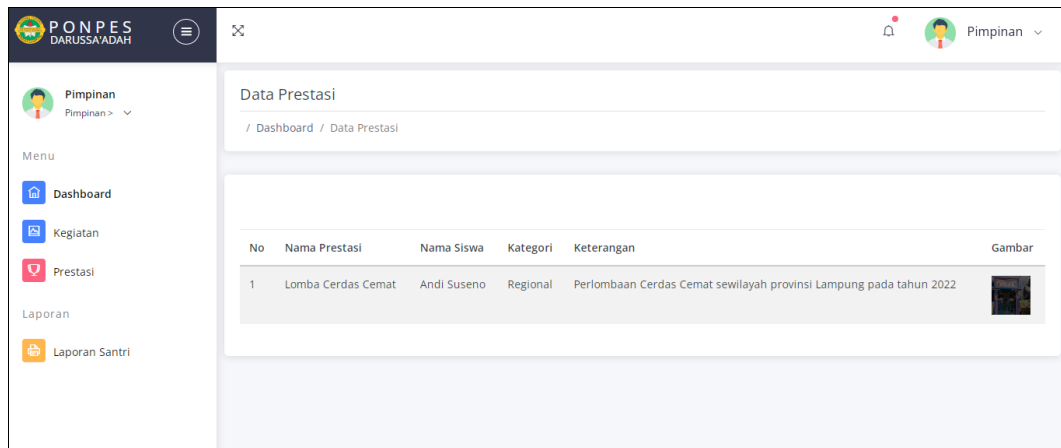 PONPES
DARUSSA'ADAH
Pimpinan
Pimpinan
Pimpinan >
Menu
Dashboard
Kegiatan
Prestasi
Laporan
Laporan Santri
Data Prestasi
/ Dashboard / Data Prestasi
No Nama Prestasi Nama Siswa Kategori Keterangan Gambar
1 Lomba Cerdas Cemat Andi Suseno Regional Perlombaan Cerdas Cemat sewilayah provinsi Lampung pada tahun 2022